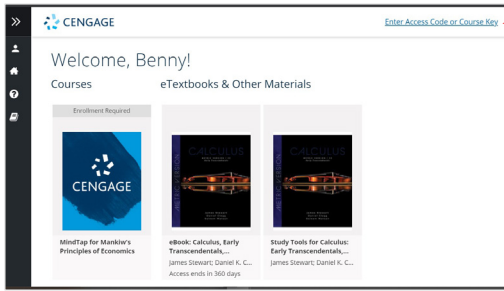 CENGAGE
Enter Access Code or Course Key
Welcome, Benny!
Courses
eTextbooks & Other Materials
Enrollment Required
CENGAGE
CALCULUS
CALCULUS
MindTap for Mankiw's
Principles of Economics
eBook: Calculus, Early
Transcendentals,...
James Stewart; Daniel K. C...
Access ends in 360 days
Study Tools for Calculus:
Early Transcendentals,...
James Stewart; Daniel K. C...